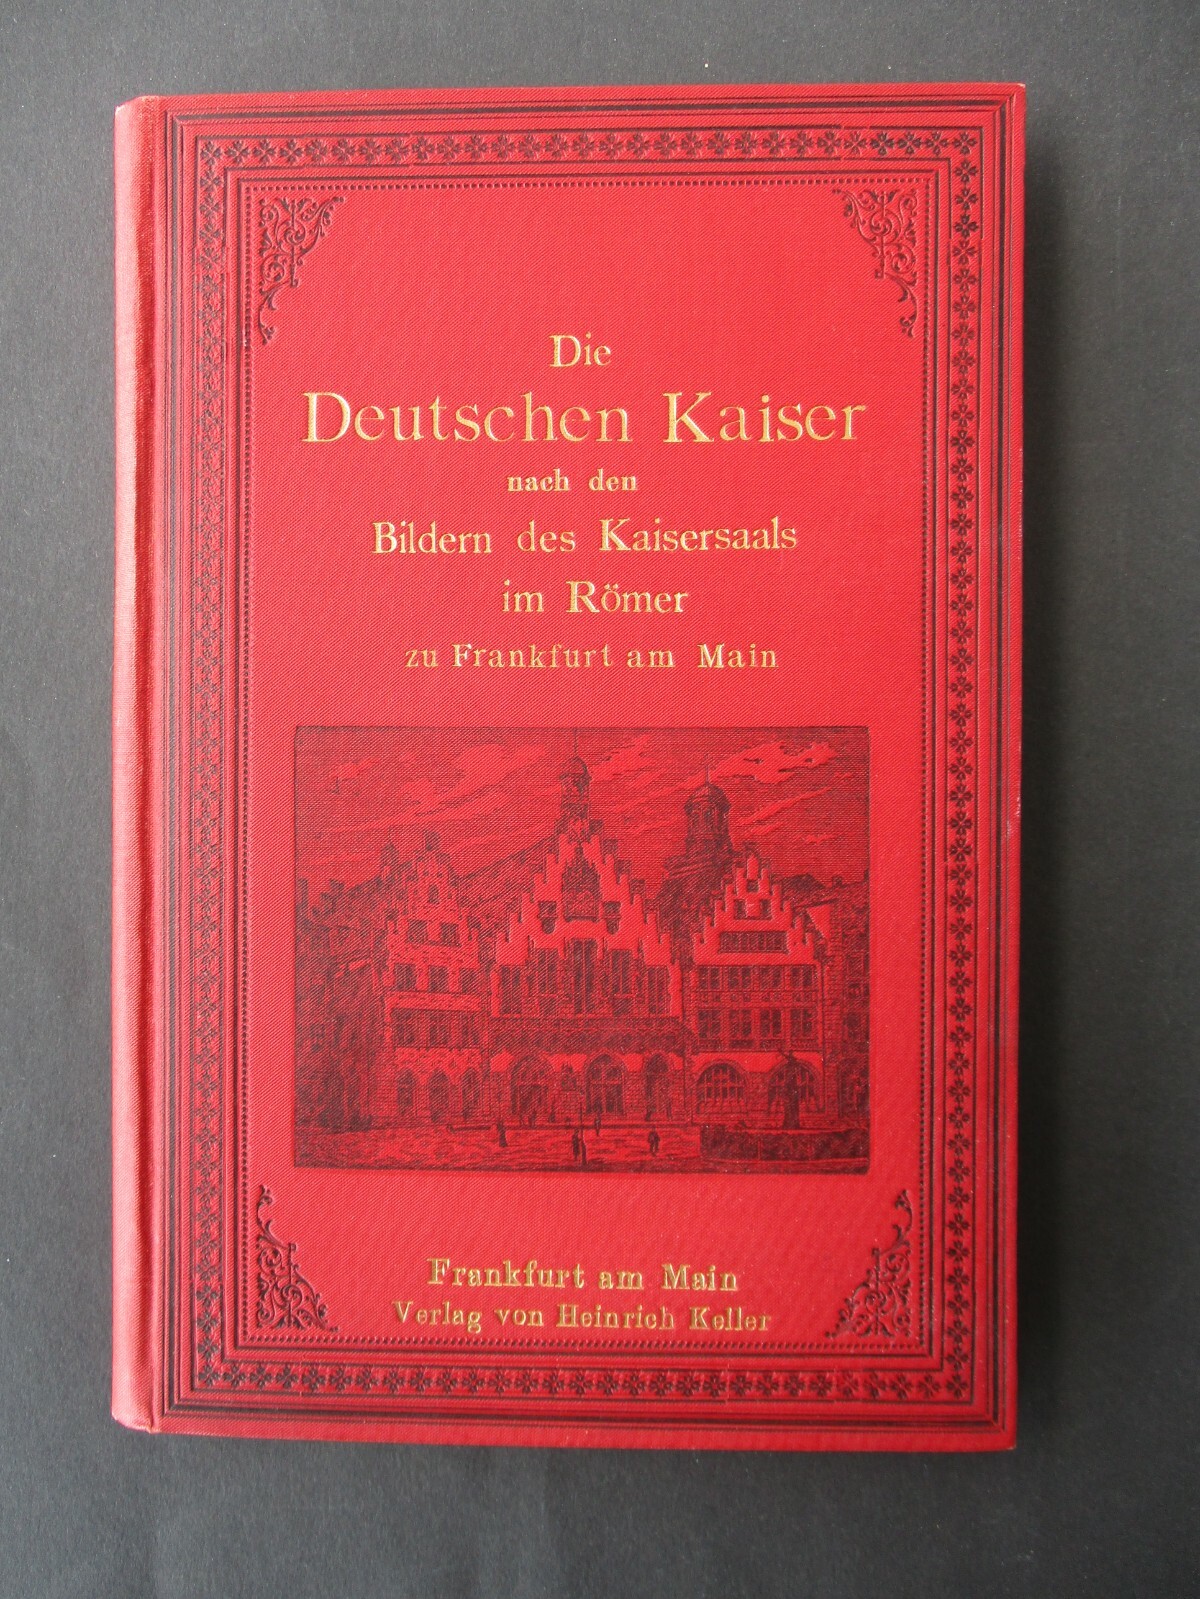 Die
Deutschen Kaiser
nach den
Bildern des Kaisersaals
im Römer
zu Frankfurt am Main
Frankfurt am Main
Verlag von Heinrich Keller